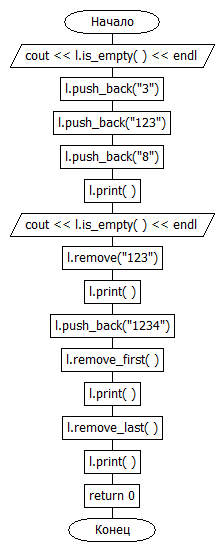 Начало
cout << l.is_empty( ) << endl
l.push_back("3")
l.push_back("123")
l.push_back("8")
l.print( )
cout << l.is_empty( ) << endl
l.remove("123")
l.print( )
l.push_back("1234")
l.remove_first( )
l.print( )
l.remove_last( )
l.print( )
return 0
Конец